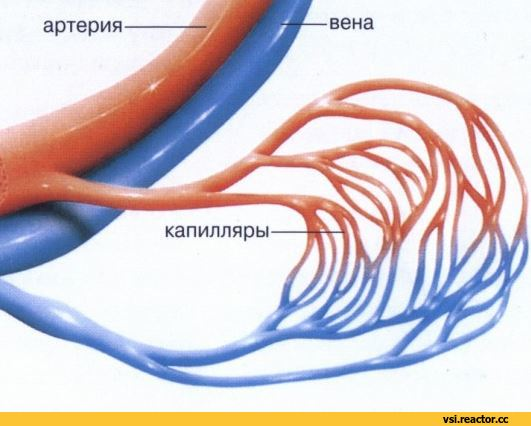 артерия
вена
капилляры
vsi.reactor.cc